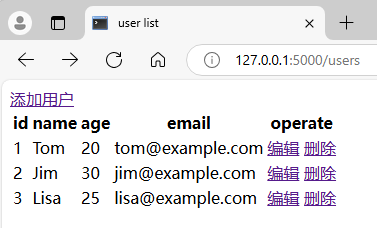 user list
127.0.0.1:5000/users
添加用户
id name age email operate
1 Tom 20 tom@example.com 编辑 删除
2 Jim 30 jim@example.com 编辑 删除
3 Lisa 25 lisa@example.com 编辑 删除